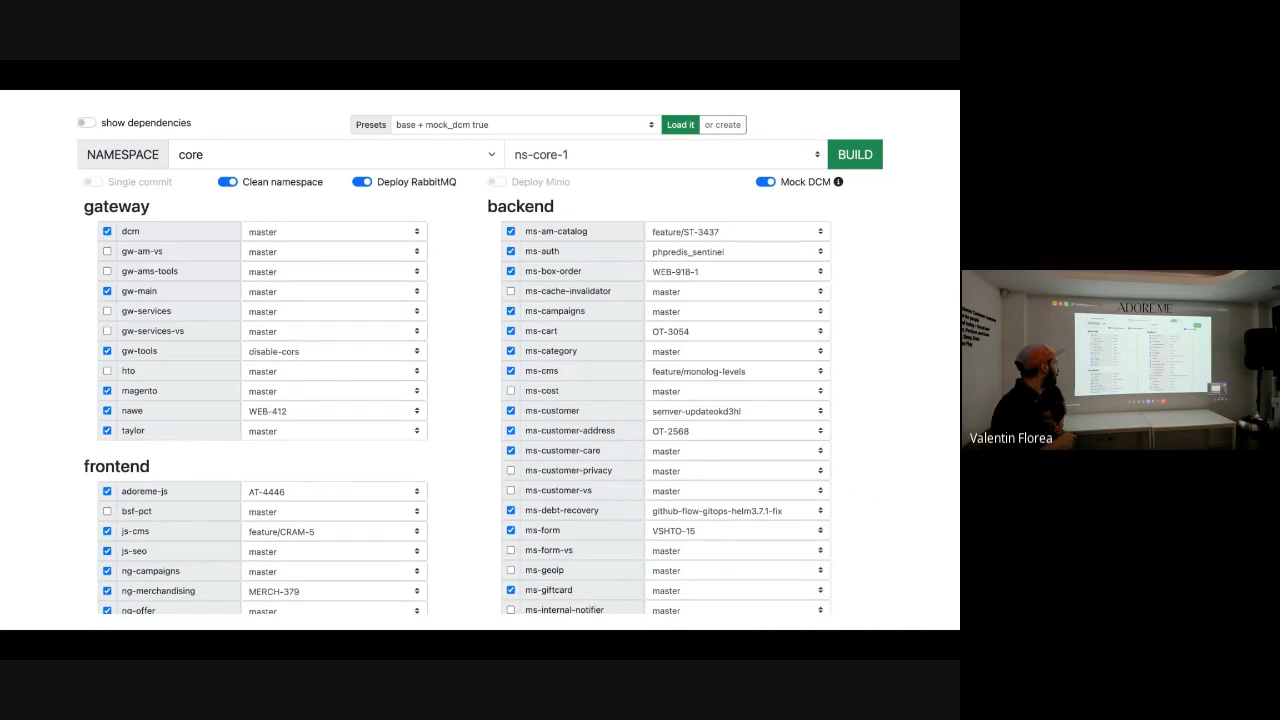 show dependencies
Presets base + mock_dcm true Load it or create
NAMESPACE core ns-core-1 BUILD
Single commit Clean namespace Deploy RabbitMQ Deploy Minio Mock DCM
gateway
dcm master
gw-am-vs master
gw-ams-tools master
gw-main master
gw-services master
gw-services-vs master
gw-tools disable-cors
hto master
magento master
nawe WEB-412
taylor master
frontend
adoreme-js AT-4446
bsf-pct master
js-cms feature/CRAM-5
js-seo master
ng-campaigns master
ng-merchandising MERCH-379
ng-offer master
backend
ms-am-catalog feature/ST-3437
ms-auth phpredis_sentinel
ms-box-order WEB-918-1
ms-cache-invalidator master
ms-campaigns master
ms-cart OT-3054
ms-category master
ms-cms feature/monolog-levels
ms-cost master
ms-customer semver-updateokd3hl
ms-customer-address OT-2568
ms-customer-care master
ms-customer-privacy master
ms-customer-vs master
ms-debt-recovery github-flow-gitops-helm3.7.1-fix
ms-form VSHTO-15
ms-form-vs master
ms-geoip master
ms-giftcard master
ms-internal-notifier master
ADORE ME
Valentin Florea